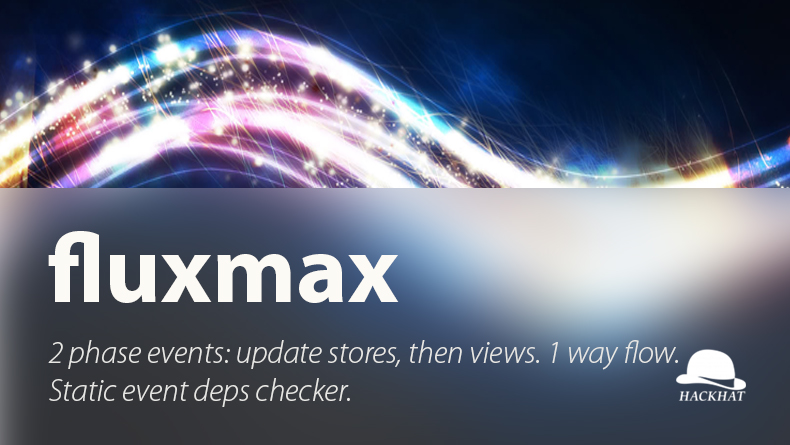 fluxmax
2 phase events: update stores, then views. 1 way flow.
Static event deps checker.
HACKHAT